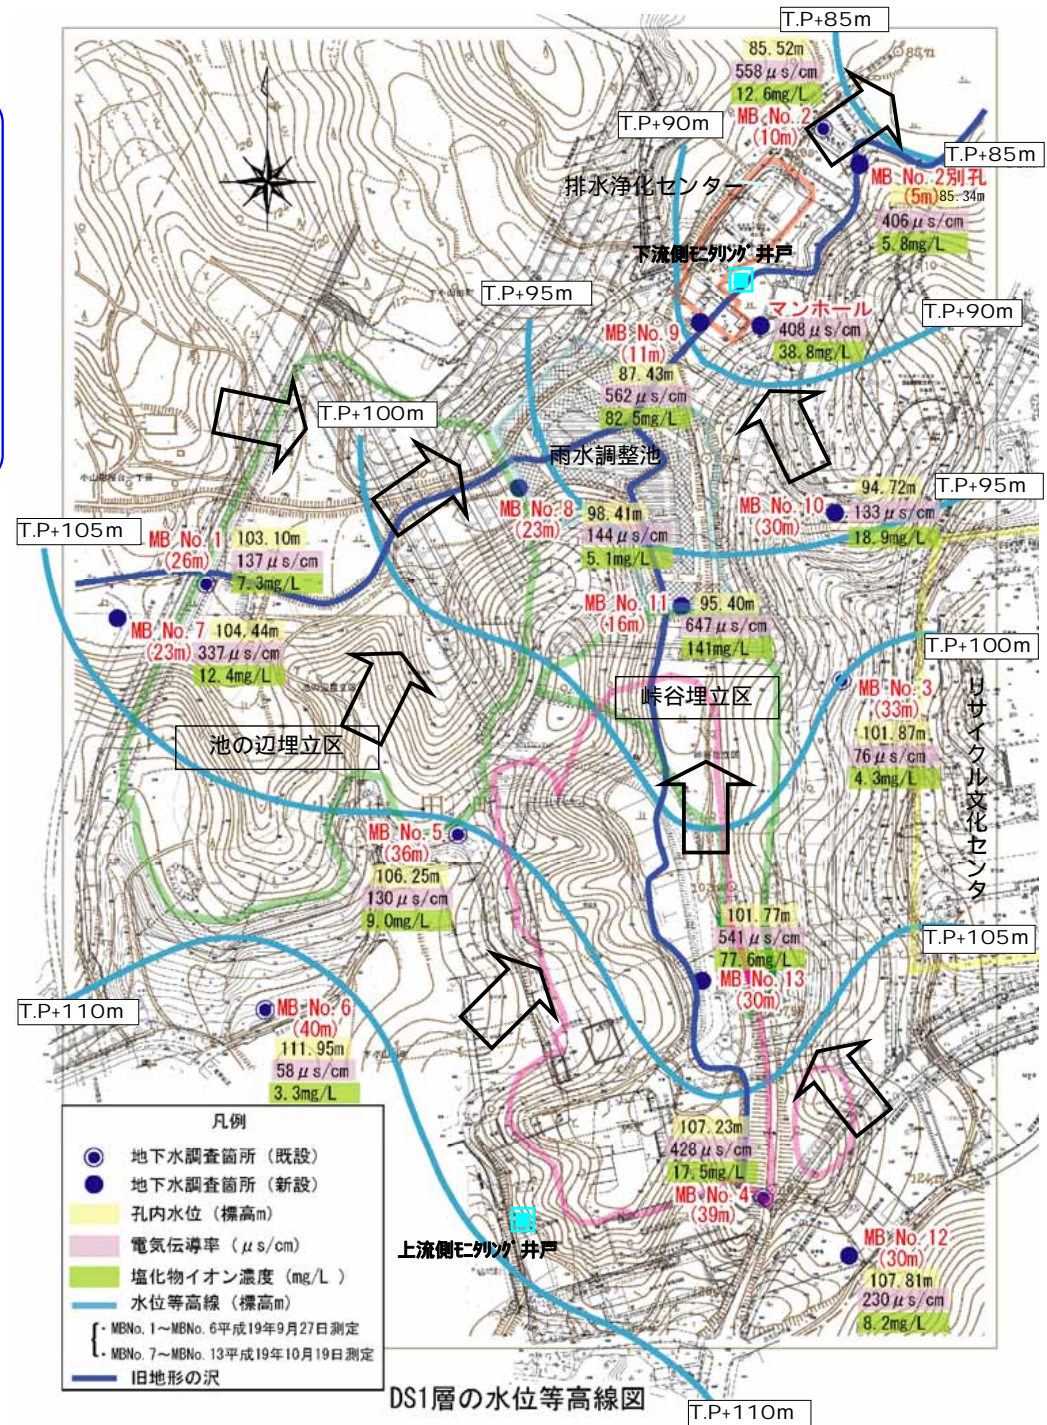 T.P+85m
85.52m
558μs/cm
12.6mg/L
MB No. 2
(10m)
T.P+90m
T.P+85m
MB No. 2別孔
(5m)85.34m
406μs/cm
5.8mg/L
排水浄化センター
下流側モニタリング井戸
T.P+95m
T.P+90m
マンホール
408μs/cm
38.8mg/L
MB No. 9
(11m)
87.43m
562μs/cm
82.5mg/L
T.P+100m
雨水調整池
T.P+95m
94.72m
MB No. 10
(30m)
133μs/cm
18.9mg/L
MB No. 8
(23m)
98.41m
144μs/cm
5.1mg/L
T.P+105m
MB No. 1
(26m)
103.10m
137μs/cm
7.3mg/L
MB No. 11
(16m)
95.40m
647μs/cm
141mg/L
MB No. 7
(23m)
104.44m
337μs/cm
12.4mg/L
T.P+100m
峠谷埋立区
MB No. 3
(33m)
101.87m
76μs/cm
4.3mg/L
リサイクル文化センタ
池の辺埋立区
MB No. 5
(36m)
106.25m
130μs/cm
9.0mg/L
101.77m
541μs/cm
77.6mg/L
MB No. 13
(30m)
T.P+105m
T.P+110m
MB No. 6
(40m)
111.95m
58μs/cm
3.3mg/L
107.23m
428μs/cm
17.5mg/L
MB No. 4
(39m)
上流側モニタリング井戸
MB No. 12
(30m)
107.81m
230μs/cm
8.2mg/L
凡例
地下水調査箇所（既設）
地下水調査箇所（新設）
孔内水位（標高m）
電気伝導率（μs/cm）
塩化物イオン濃度（mg/L ）
水位等高線（標高m）
・MBNo. 1～MBNo. 6平成19年9月27日測定
・MBNo. 7～MBNo. 13平成19年10月19日測定
旧地形の沢
DS1層の水位等高線図
T.P+110m